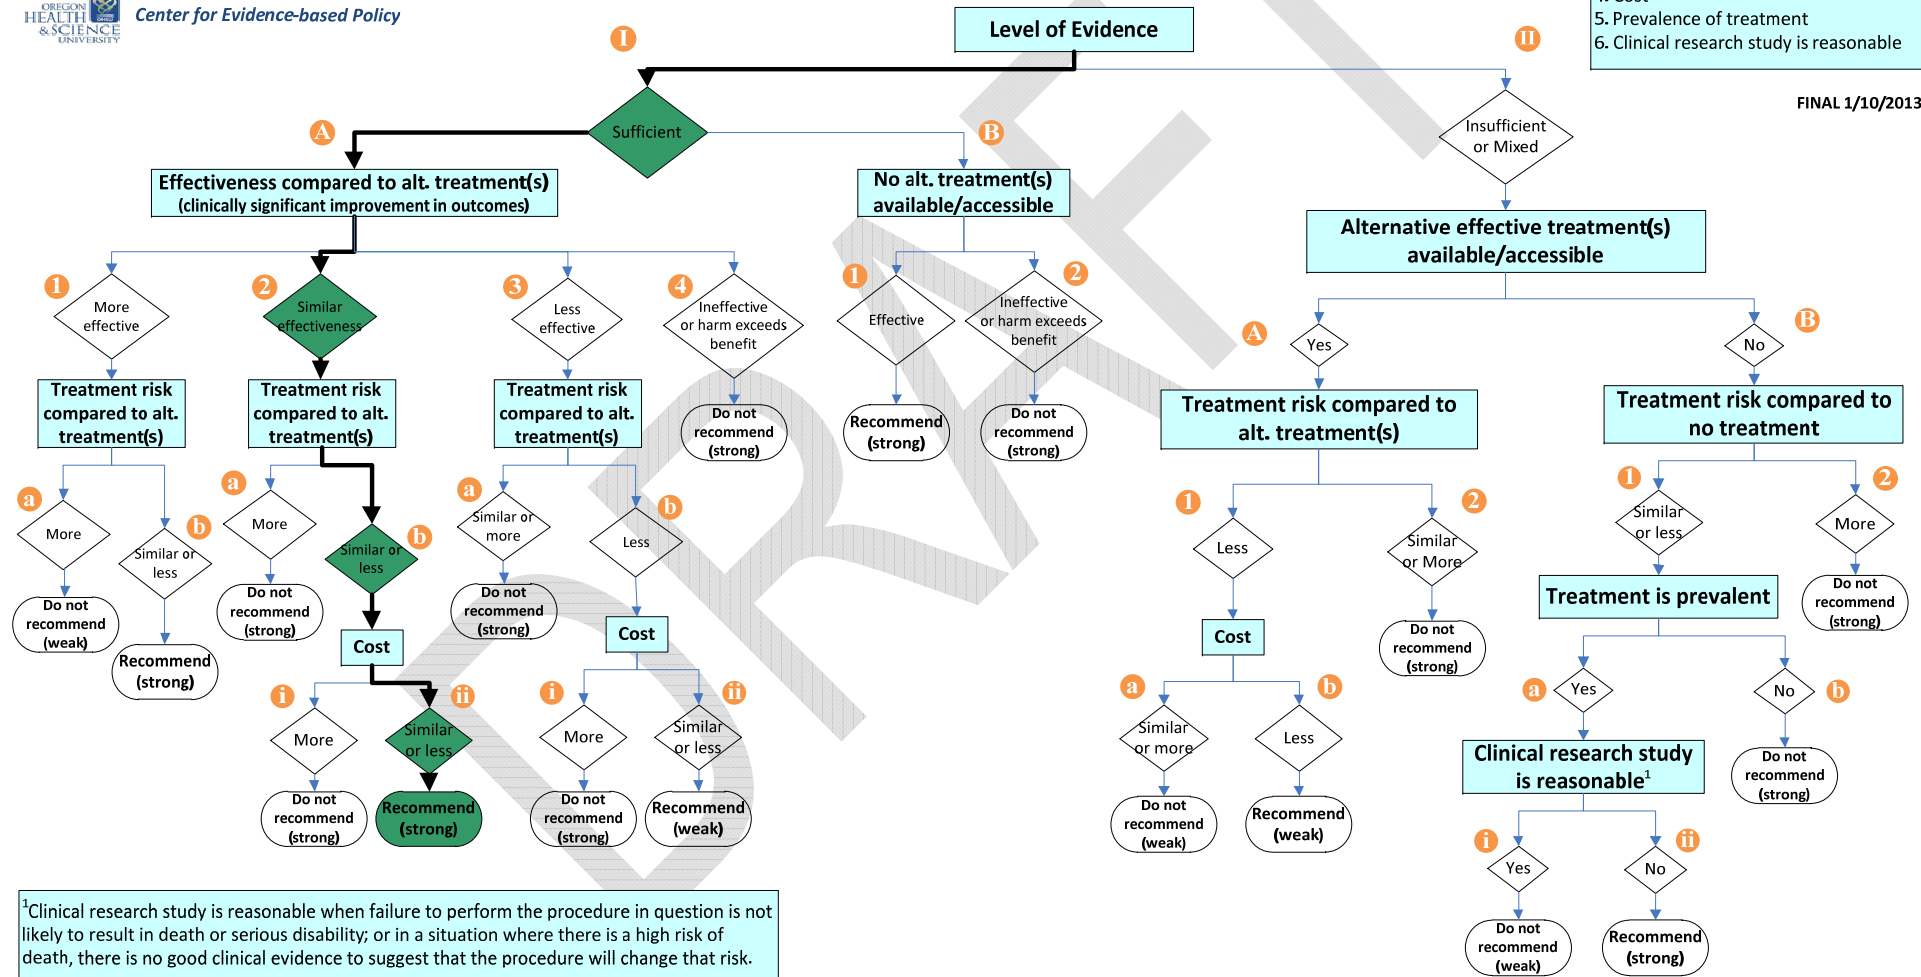 OREGON
HEALTH
& SCIENCE
UNIVERSITY
Center for Evidence-based Policy
Level of Evidence
5. Prevalence of treatment
6. Clinical research study is reasonable
FINAL 1/10/2013
I
II
Sufficient
Insufficient
or Mixed
A
B
Effectiveness compared to alt. treatment(s)
(clinically significant improvement in outcomes)
No alt. treatment(s)
available/accessible
Alternative effective treatment(s)
available/accessible
1
More
effective
2
Similar
effectiveness
3
Less
effective
4
Ineffective
or harm exceeds
benefit
1
Effective
2
Ineffective
or harm exceeds
benefit
A
Yes
B
No
Treatment risk
compared to alt.
treatment(s)
Treatment risk
compared to alt.
treatment(s)
Treatment risk
compared to alt.
treatment(s)
Do not
recommend
(strong)
Recommend
(strong)
Do not
recommend
(strong)
Treatment risk compared to
alt. treatment(s)
Treatment risk compared to
no treatment
a
More
b
Similar or
less
a
More
b
Similar or
less
a
Similar or
more
b
Less
1
Less
2
Similar
or More
1
Similar
or less
2
More
Do not
recommend
(weak)
Recommend
(strong)
Do not
recommend
(strong)
Cost
Do not
recommend
(strong)
Cost
Cost
Do not
recommend
(strong)
Treatment is prevalent
Do not
recommend
(strong)
i
More
ii
Similar
or less
i
More
ii
Similar
or less
a
Similar
or more
b
Less
a
Yes
No
b
Do not
recommend
(strong)
Recommend
(strong)
Do not
recommend
(strong)
Recommend
(weak)
Do not
recommend
(weak)
Recommend
(weak)
Clinical research study
is reasonable1
Do not
recommend
(strong)
i
Yes
ii
No
Do not
recommend
(weak)
Recommend
(strong)
1Clinical research study is reasonable when failure to perform the procedure in question is not
likely to result in death or serious disability; or in a situation where there is a high risk of
death, there is no good clinical evidence to suggest that the procedure will change that risk.
DRAFT